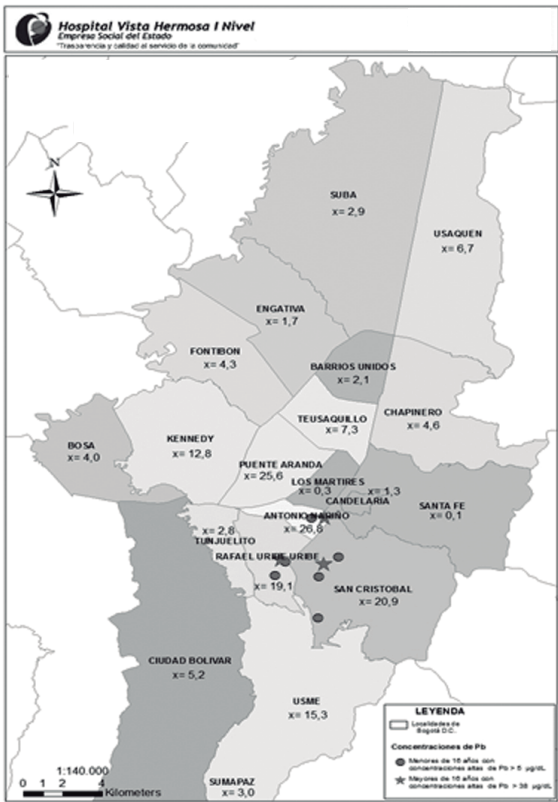 Hospital Vista Hermosa I Nivel
Empresa Social del Estado
"Trasparencia y calidad al servicio de la comunidad"
N
SUBA
x= 2,9
USAQUEN
x= 6,7
ENGATIVA
x= 1,7
FONTIBON
x= 4,3
BARRIOS UNIDOS
x= 2,1
TEUSAQUILLO
x= 7,3
CHAPINERO
x= 4,6
BOSA
x= 4,0
KENNEDY
x= 12,8
PUENTE ARANDA
x= 25,6
LOS MARTIRES
x= 0,3
x= 1,3
CANDELARIA
SANTA FE
x= 0,1
ANTONIO NARIÑO
x= 26,8
x= 2,8
TUNJUELITO
RAFAEL URIBE URIBE
x= 19,1
SAN CRISTOBAL
x= 20,9
CIUDAD BOLIVAR
x= 5,2
USME
x= 15,3
SUMAPAZ
x= 3,0
1:140.000
0 1 2 4
Kilometers
LEYENDA
Localidades de
Bogotá D.C.
Concentraciones de Pb
Menores de 16 años con
concentraciones altas de Pb > 5 µg/dL
Mayores de 16 años con
concentraciones altas de Pb > 38 µg/dL